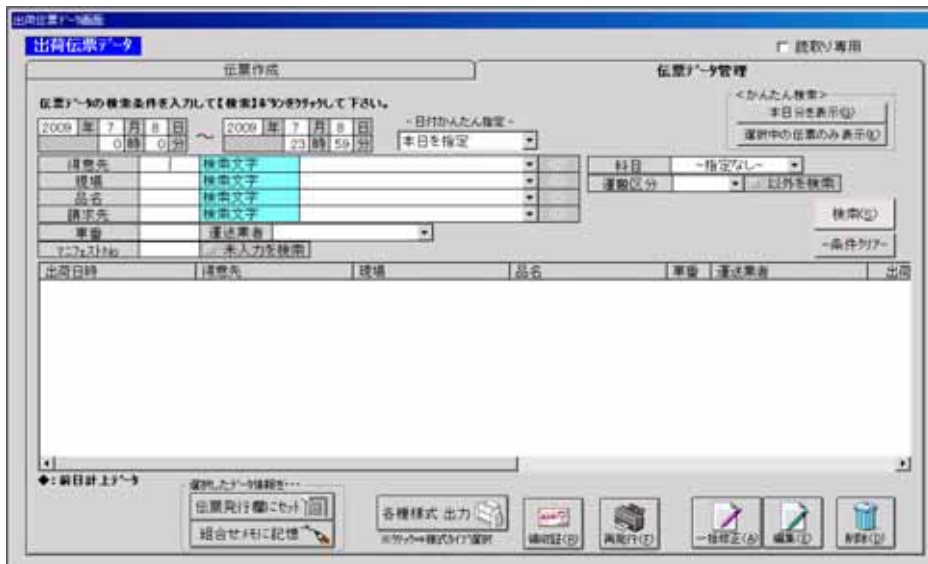 出荷伝票ﾃﾞｰﾀ画面
出荷伝票ﾃﾞｰﾀ
読取り専用
伝票作成
伝票ﾃﾞｰﾀ管理
伝票ﾃﾞｰﾀの検索条件を入力して【検索】ﾎﾞﾀﾝをｸﾘｯｸして下さい。
<かんたん検索>
本日分を表示(Q)
選択中の伝票のみ表示(K)
2009 年 7 月 8 日 ～ 2009 年 7 月 8 日
0 時 0 分 23 時 59 分
-日付かんたん指定-
本日を指定
得意先 検索文字
現場 検索文字
品名 検索文字
請求先 検索文字
車番 運送業者
ﾏﾆﾌｪｽﾄNo 未入力を検索
科目 -指定なし-
運搬区分 以外を検索
検索(S)
-条件ｸﾘｱ-
出荷日時 得意先 現場 品名 車番 運送業者 出荷
◆:前日計上ﾃﾞｰﾀ
選択したﾃﾞｰﾀ情報を･･･
伝票発行欄にｾｯﾄ
組合せﾒﾓに記憶
各種様式 出力
※ｸﾘｯｸ⇒様式ﾀｲﾌﾟ選択
領収証(R)
再発行(P)
一括修正(A)
編集(I)
削除(D)